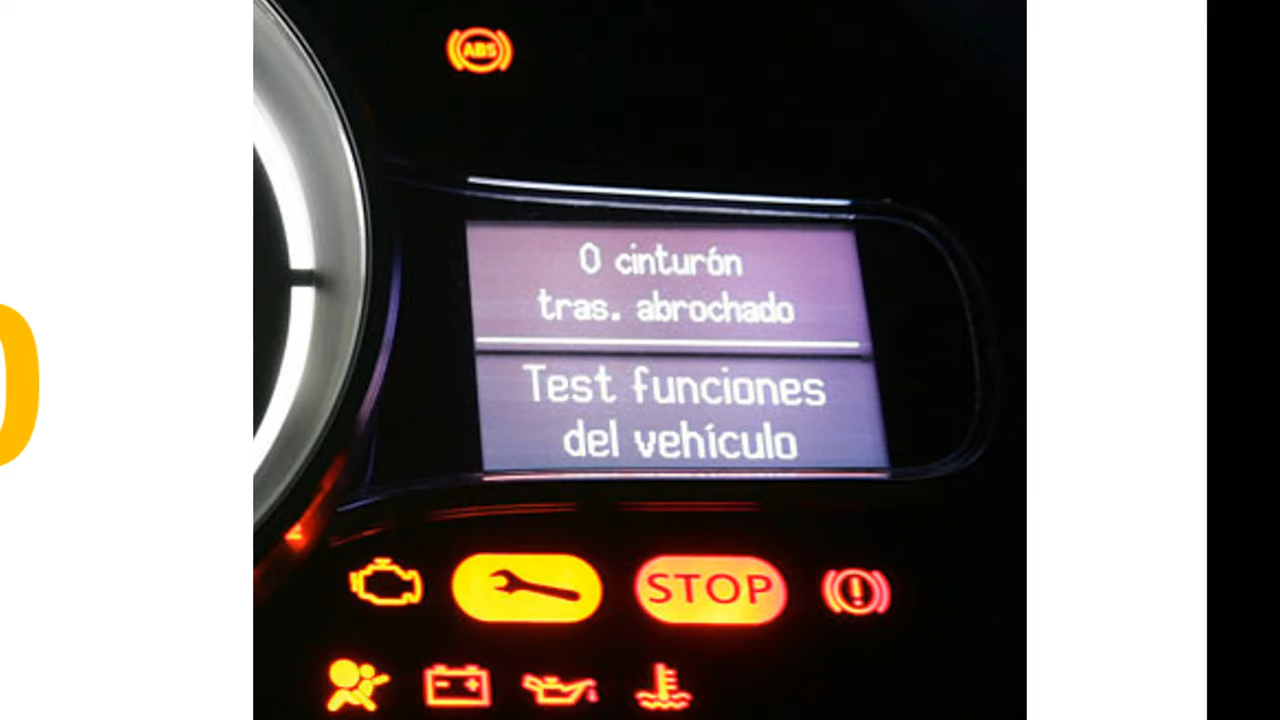 ABS
0 cinturón
tras. abrochado
Test funciones
del vehículo
STOP